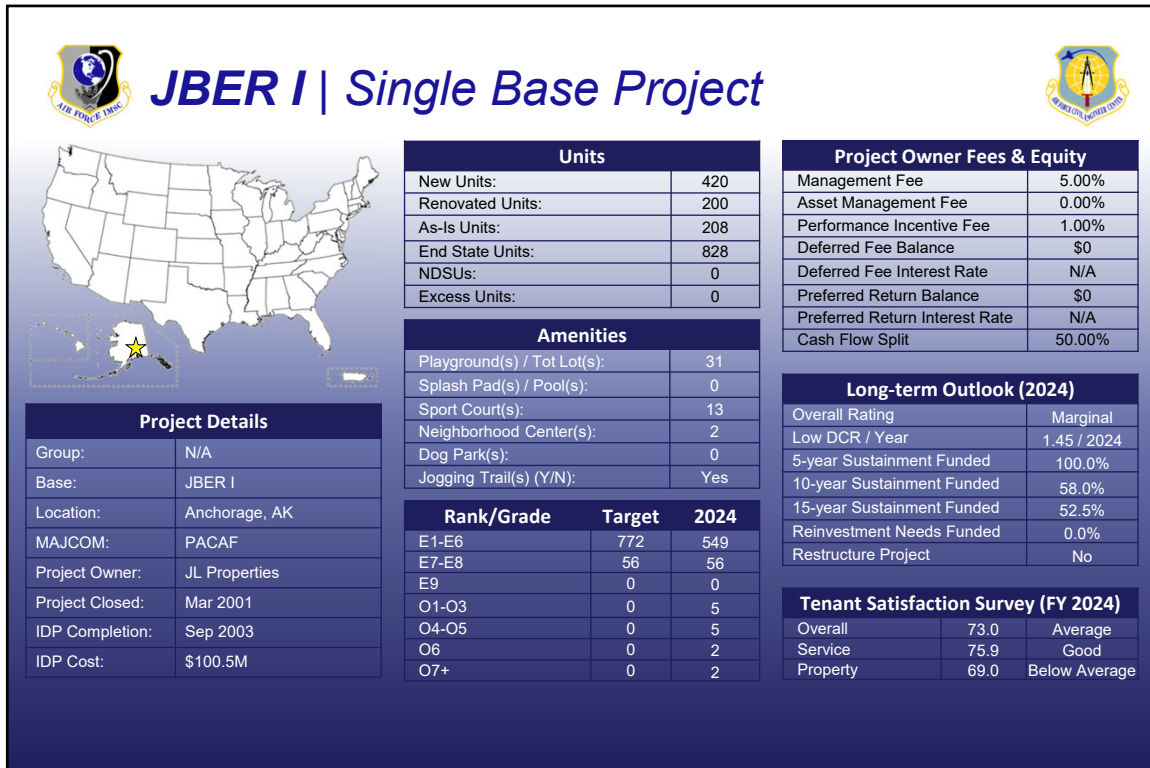 AIR FORCE IMSC
JBER I | Single Base Project
AIR FORCE CIVIL ENGINEER CENTER
Project Details
Group: N/A
Base: JBER I
Location: Anchorage, AK
MAJCOM: PACAF
Project Owner: JL Properties
Project Closed: Mar 2001
IDP Completion: Sep 2003
IDP Cost: $100.5M
Units
New Units: 420
Renovated Units: 200
As-Is Units: 208
End State Units: 828
NDSUs: 0
Excess Units: 0
Amenities
Playground(s) / Tot Lot(s): 31
Splash Pad(s) / Pool(s): 0
Sport Court(s): 13
Neighborhood Center(s): 2
Dog Park(s): 0
Jogging Trail(s) (Y/N): Yes
Rank/Grade Target 2024
E1-E6 772 549
E7-E8 56 56
E9 0 0
O1-O3 0 5
O4-O5 0 5
O6 0 2
O7+ 0 2
Project Owner Fees & Equity
Management Fee 5.00%
Asset Management Fee 0.00%
Performance Incentive Fee 1.00%
Deferred Fee Balance $0
Deferred Fee Interest Rate N/A
Preferred Return Balance $0
Preferred Return Interest Rate N/A
Cash Flow Split 50.00%
Long-term Outlook (2024)
Overall Rating Marginal
Low DCR / Year 1.45 / 2024
5-year Sustainment Funded 100.0%
10-year Sustainment Funded 58.0%
15-year Sustainment Funded 52.5%
Reinvestment Needs Funded 0.0%
Restructure Project No
Tenant Satisfaction Survey (FY 2024)
Overall 73.0 Average
Service 75.9 Good
Property 69.0 Below Average